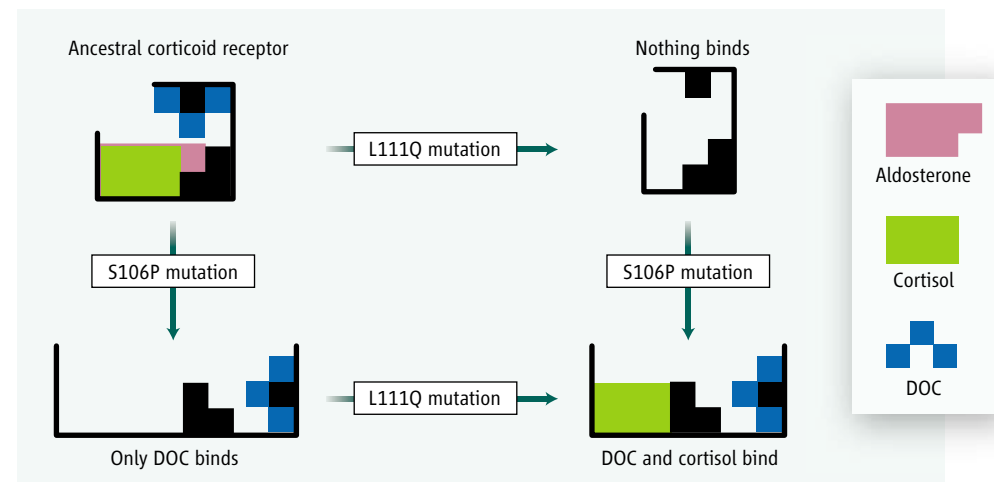 Ancestral corticoid receptor
Nothing binds
L111Q mutation
Aldosterone
S106P mutation
S106P mutation
Cortisol
L111Q mutation
DOC
Only DOC binds
DOC and cortisol bind